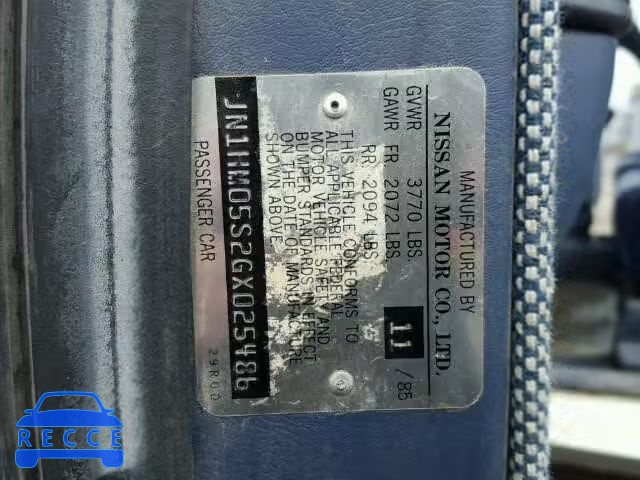 MANUFACTURED BY
NISSAN MOTOR CO., LTD.
GVWR 3770 LBS. 11 / 85
GAWR FR 2072 LBS.
RR 2094 LBS.
THIS VEHICLE CONFORMS TO
ALL APPLICABLE FEDERAL
MOTOR VEHICLE SAFETY AND
BUMPER STANDARDS IN EFFECT
ON THE DATE OF MANUFACTURE
SHOWN ABOVE.
JN1HM05S2GX025486
PASSENGER CAR 29R00
RECCE